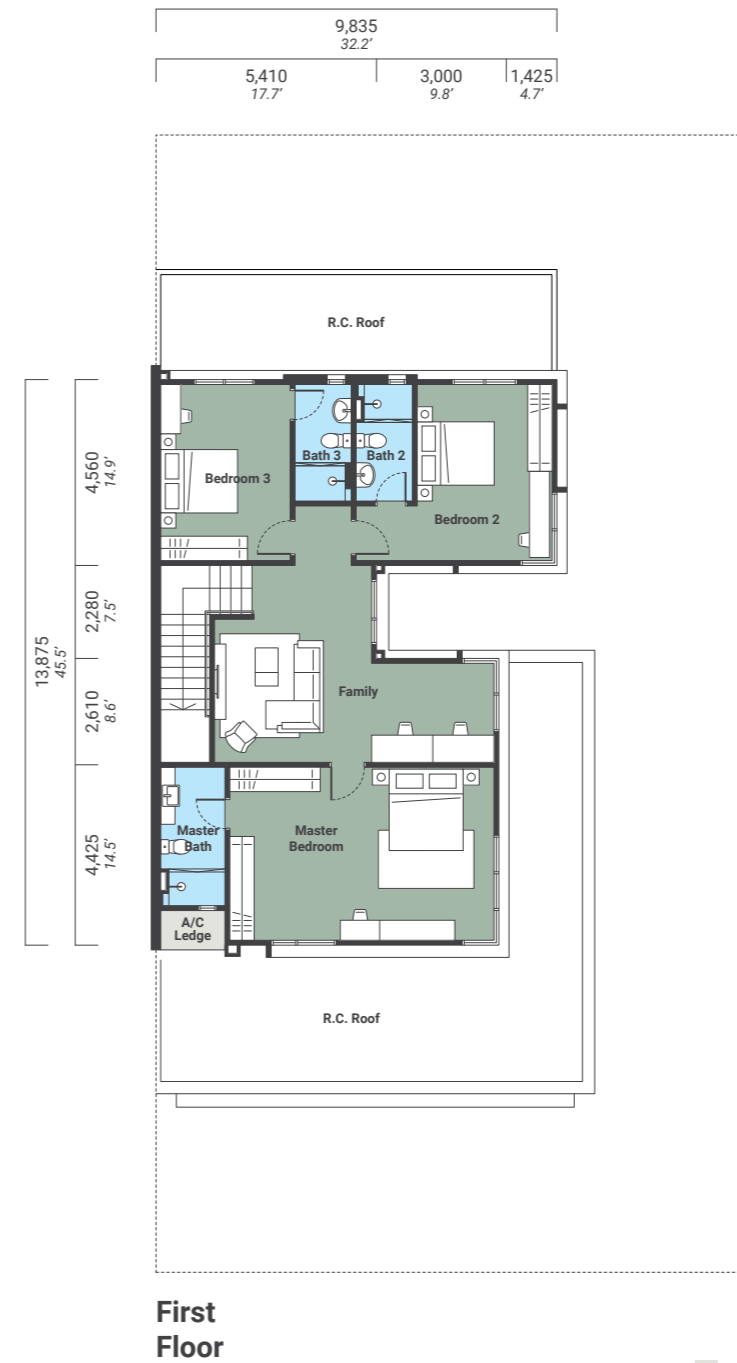 9,835
32.2’
5,410
17.7’
3,000
9.8’
1,425
4.7’
R.C. Roof
4,560
14.9’
2,280
7.5’
13,875
45.5’
2,610
8.6’
4,425
14.5’
Bath 3
Bath 2
Bedroom 3
Bedroom 2
Family
Master
Bath
Master
Bedroom
A/C
Ledge
R.C. Roof
First
Floor